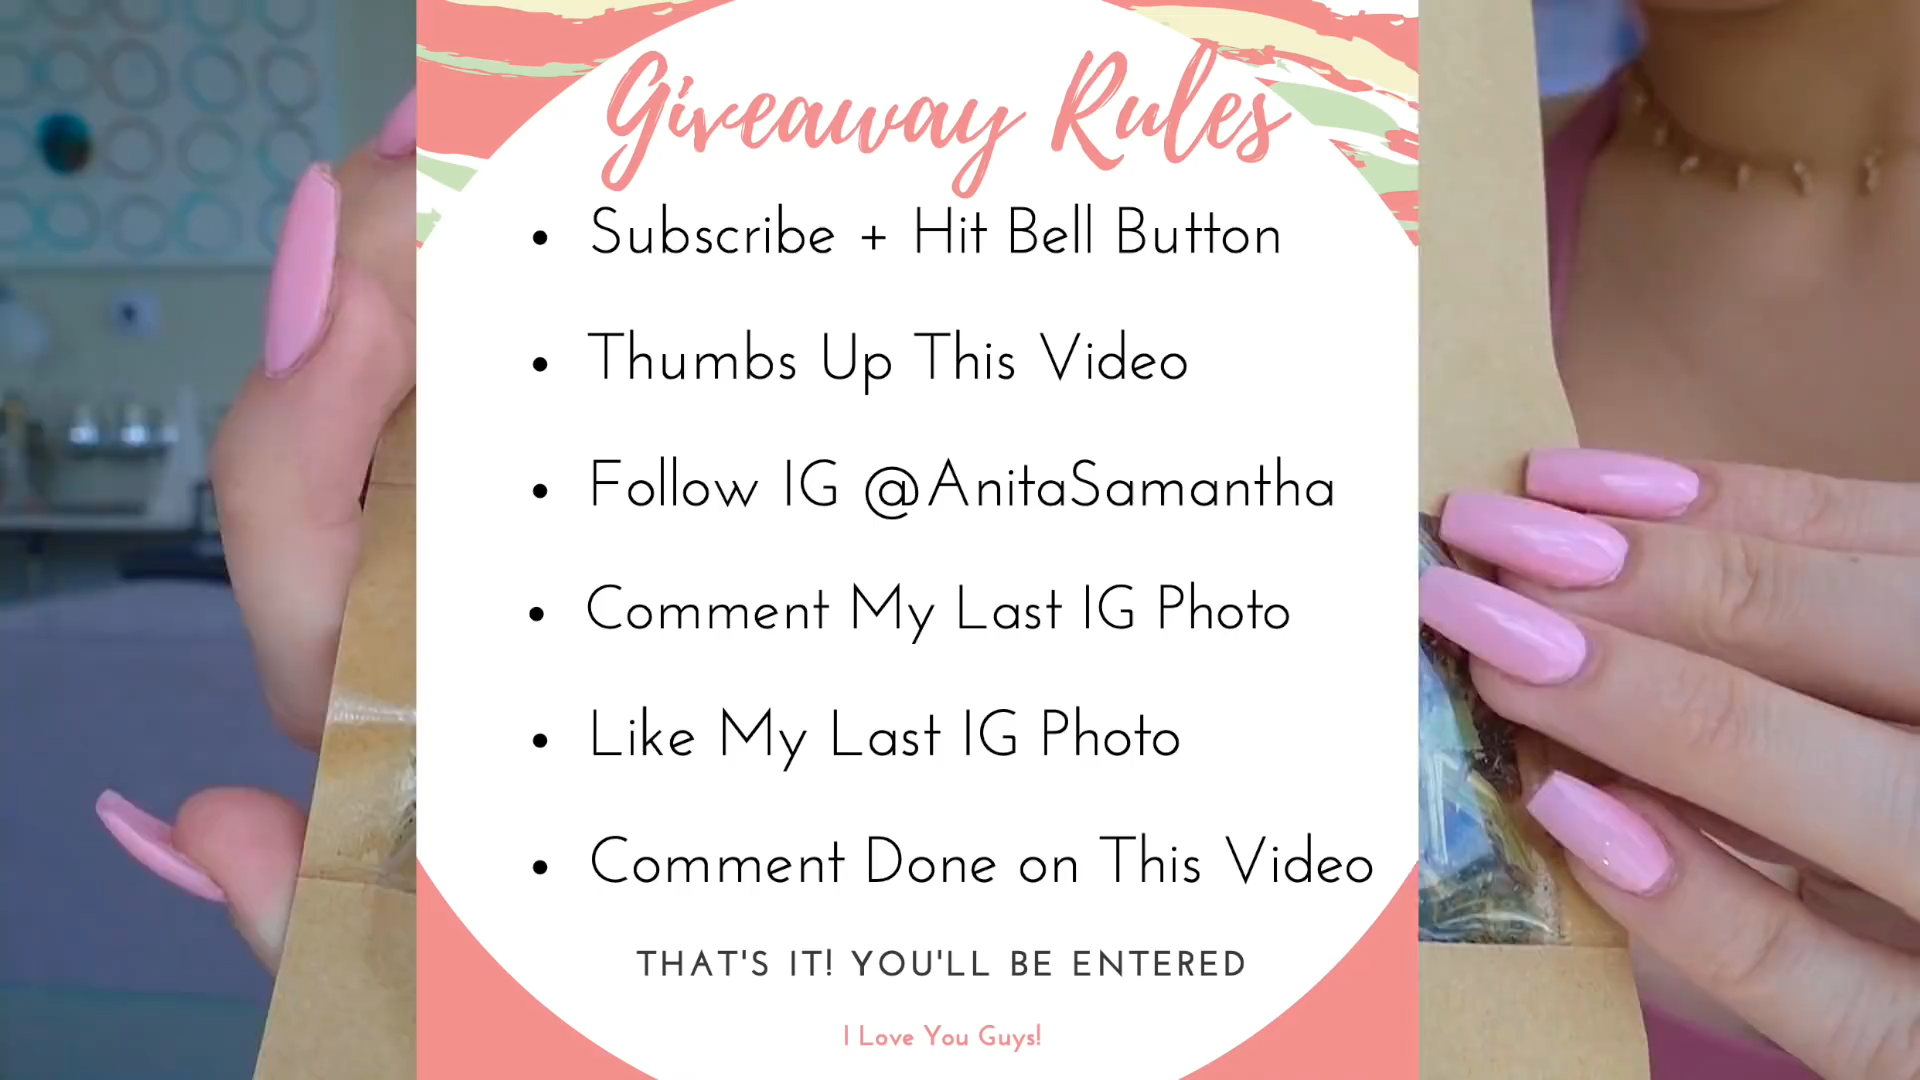 Giveaway Rules
• Subscribe + Hit Bell Button
• Thumbs Up This Video
• Follow IG @AnitaSamantha
• Comment My Last IG Photo
• Like My Last IG Photo
• Comment Done on This Video
THAT'S IT! YOU'LL BE ENTERED
I Love You Guys!